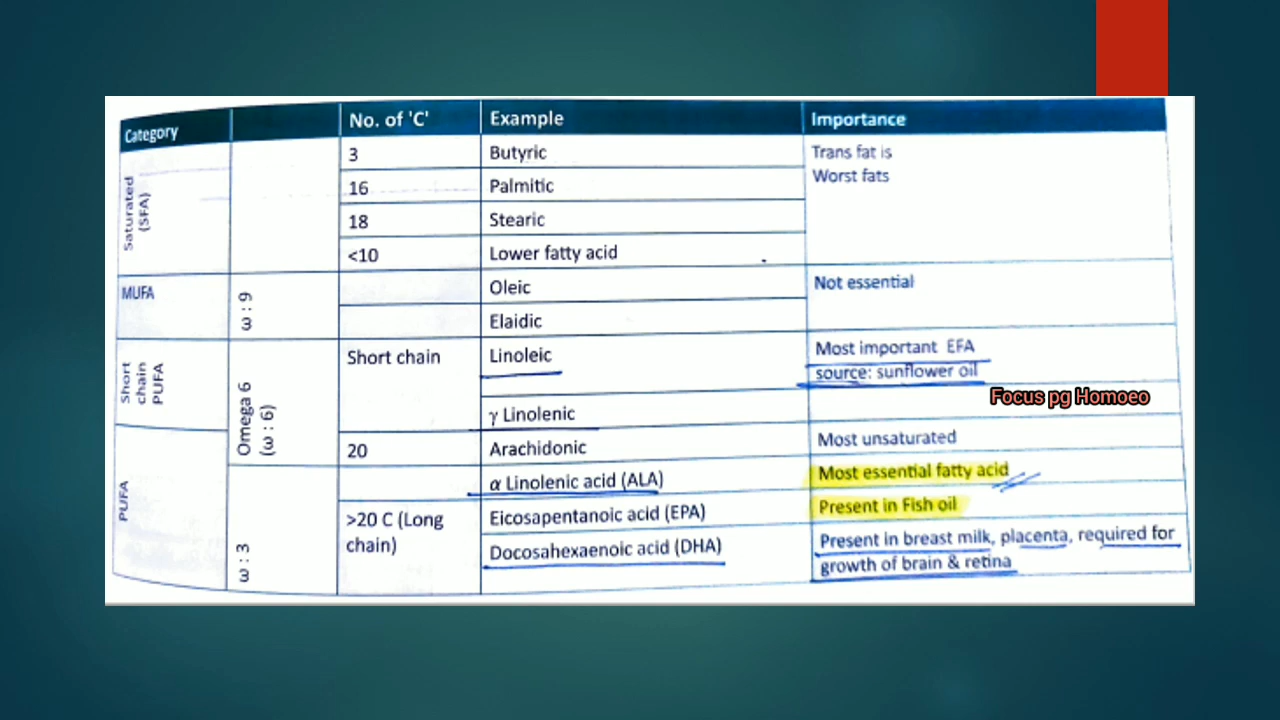 Category No. of 'C' Example Importance
Saturated
(SFA)
3 Butyric Trans fat is
Worst fats
16 Palmitic
18 Stearic
<10 Lower fatty acid
MUFA ω : 9 Oleic Not essential
Elaidic
Short
chain
PUFA
Omega 6
(ω : 6)
Short chain Linoleic Most important EFA
source: sunflower oil
Focus pg Homoeo
γ Linolenic
PUFA
20 Arachidonic Most unsaturated
ω : 3
α Linolenic acid (ALA) Most essential fatty acid
>20 C (Long
chain)
Eicosapentanoic acid (EPA) Present in Fish oil
Docosahexaenoic acid (DHA) Present in breast milk, placenta, required for
growth of brain & retina